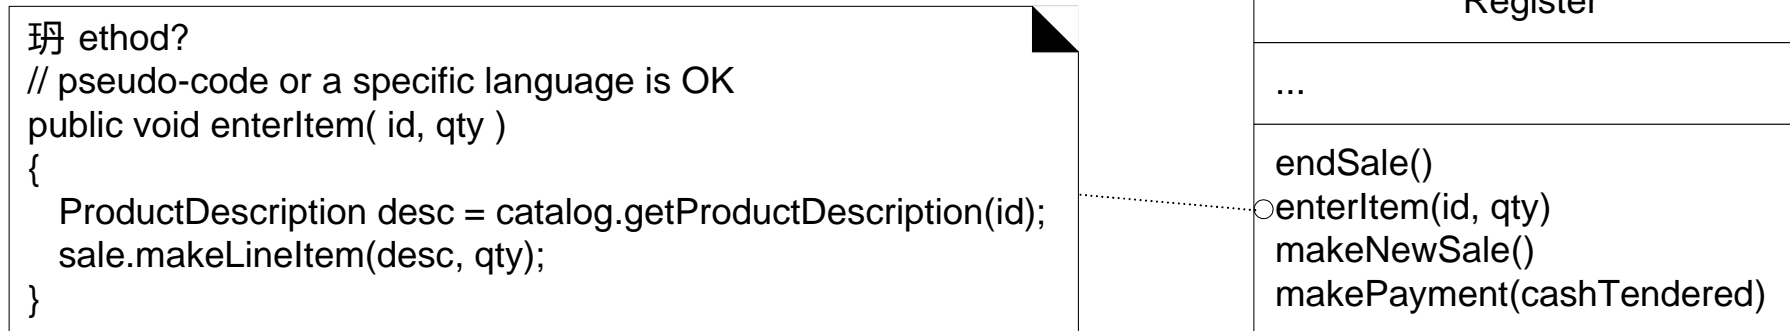 玥 ethod?
// pseudo-code or a specific language is OK
public void enterItem( id, qty )
{
ProductDescription desc = catalog.getProductDescription(id);
sale.makeLineItem(desc, qty);
}
Register
...
endSale()
enterItem(id, qty)
makeNewSale()
makePayment(cashTendered)